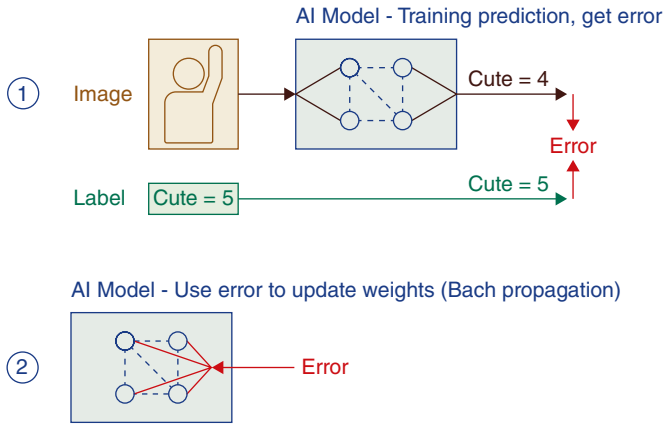 AI Model - Training prediction, get error
1
Image
Cute = 4
Error
Label
Cute = 5
Cute = 5
AI Model - Use error to update weights (Bach propagation)
2
Error